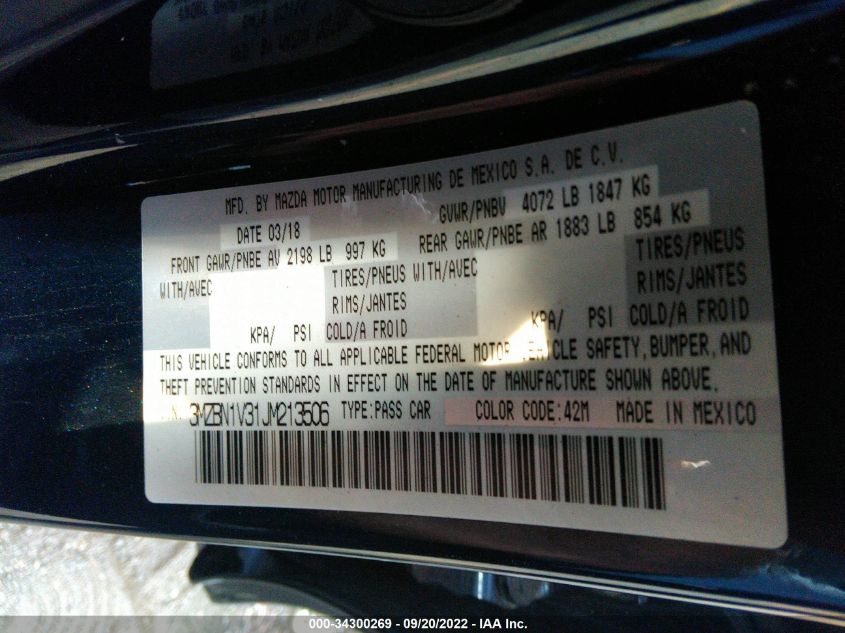 MFD. BY MAZDA MOTOR MANUFACTURING DE MEXICO S.A. DE C.V.
DATE 03/18 GVWR/PNBV 4072 LB 1847 KG
FRONT GAWR/PNBE AV 2198 LB 997 KG REAR GAWR/PNBE AR 1883 LB 854 KG
WITH/AVEC TIRES/PNEUS WITH/AVEC TIRES/PNEUS
RIMS/JANTES RIMS/JANTES
KPA/ PSI COLD/A FROID KPA/ PSI COLD/A FROID
THIS VEHICLE CONFORMS TO ALL APPLICABLE FEDERAL MOTOR VEHICLE SAFETY, BUMPER, AND
THEFT PREVENTION STANDARDS IN EFFECT ON THE DATE OF MANUFACTURE SHOWN ABOVE.
3MZBN1V31JM213506 TYPE:PASS CAR COLOR CODE:42M MADE IN MEXICO
000-34300269 - 09/20/2022 - IAA Inc.